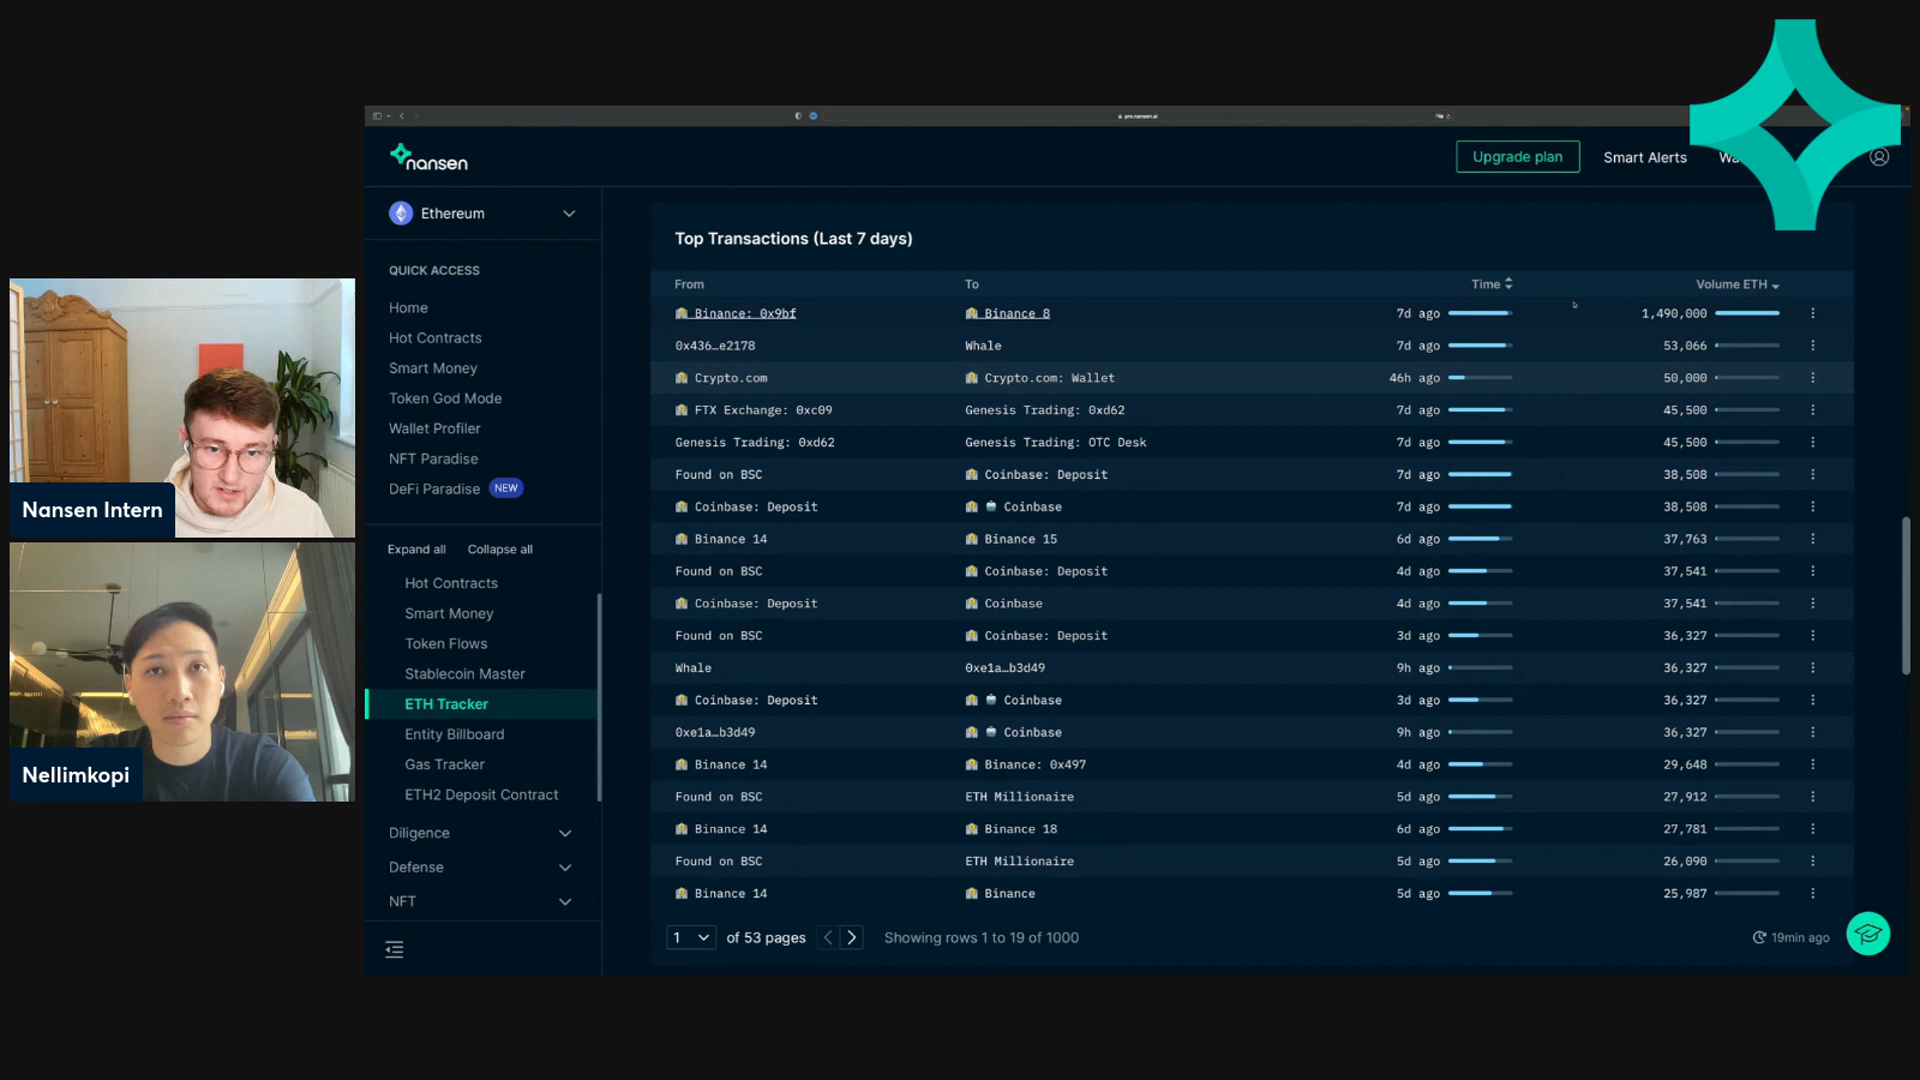 pro.nansen.ai
nansen
Upgrade plan
Smart Alerts
Wa
Ethereum
QUICK ACCESS
Home
Hot Contracts
Smart Money
Token God Mode
Wallet Profiler
NFT Paradise
DeFi Paradise NEW
Expand all Collapse all
Hot Contracts
Smart Money
Token Flows
Stablecoin Master
ETH Tracker
Entity Billboard
Gas Tracker
ETH2 Deposit Contract
Diligence
Defense
NFT
Nansen Intern
Nellimkopi
Top Transactions (Last 7 days)
From To Time Volume ETH
Binance: 0x9bf Binance 8 7d ago 1,490,000
0x436…e2178 Whale 7d ago 53,066
Crypto.com Crypto.com: Wallet 46h ago 50,000
FTX Exchange: 0xc09 Genesis Trading: 0xd62 7d ago 45,500
Genesis Trading: 0xd62 Genesis Trading: OTC Desk 7d ago 45,500
Found on BSC Coinbase: Deposit 7d ago 38,508
Coinbase: Deposit Coinbase 7d ago 38,508
Binance 14 Binance 15 6d ago 37,763
Found on BSC Coinbase: Deposit 4d ago 37,541
Coinbase: Deposit Coinbase 4d ago 37,541
Found on BSC Coinbase: Deposit 3d ago 36,327
Whale 0xe1a…b3d49 9h ago 36,327
Coinbase: Deposit Coinbase 3d ago 36,327
0xe1a…b3d49 Coinbase 9h ago 36,327
Binance 14 Binance: 0x497 4d ago 29,648
Found on BSC ETH Millionaire 5d ago 27,912
Binance 14 Binance 18 6d ago 27,781
Found on BSC ETH Millionaire 5d ago 26,090
Binance 14 Binance 5d ago 25,987
1 of 53 pages Showing rows 1 to 19 of 1000 19min ago